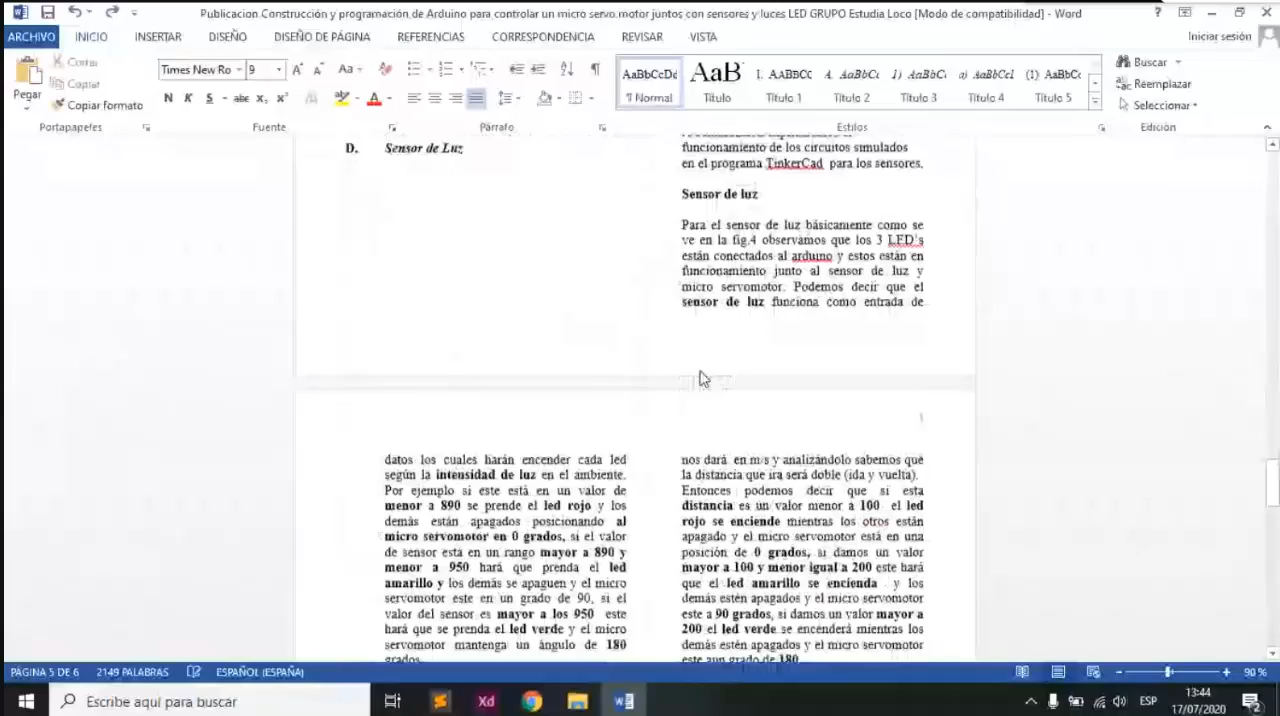 Publicacion Construcción y programación de Arduino para controlar un micro servo motor juntos con sensores y luces LED GRUPO Estudia Loco [Modo de compatibilidad] - Word
ARCHIVO INICIO INSERTAR DISEÑO DISEÑO DE PÁGINA REFERENCIAS CORRESPONDENCIA REVISAR VISTA Iniciar sesión
Pegar
Cortar
Copiar
Copiar formato
Times New Ro 9
N K S abc
AaBbCcDd AaB 1. AABBCC
Normal Título Título 1 Título 2 Título 3 Título 4 Título 5
Buscar
Reemplazar
Seleccionar
Portapapeles Fuente Párrafo Estilos Edición
D. Sensor de Luz
funcionamiento de los circuitos simulados
en el programa TinkerCad para los sensores.
Sensor de luz
Para el sensor de luz básicamente como se
ve en la fig.4 observamos que los 3 LED's
están conectados al arduino y estos están en
funcionamiento junto al sensor de luz y
micro servomotor. Podemos decir que el
sensor de luz funciona como entrada de
datos los cuales harán encender cada led
según la intensidad de luz en el ambiente.
Por ejemplo si este está en un valor de
menor a 890 se prende el led rojo y los
demás están apagados posicionando al
micro servomotor en 0 grados, si el valor
de sensor está en un rango mayor a 890 y
menor a 950 hará que prenda el led
amarillo y los demás se apaguen y el micro
servomotor este en un grado de 90, si el
valor del sensor es mayor a los 950 este
hará que se prenda el led verde y el micro
servomotor mantenga un ángulo de 180
grados.
nos dará en m/s y analizándolo sabemos que
la distancia que ira será doble (ida y vuelta).
Entonces podemos decir que si esta
distancia es un valor menor a 100 el led
rojo se enciende mientras los otros están
apagado y el micro servomotor está en una
posición de 0 grados, si damos un valor
mayor a 100 y menor igual a 200 este hará
que el led amarillo se encienda y los
demás estén apagados y el micro servomotor
este a 90 grados, si damos un valor mayor a
200 el led verde se encenderá mientras los
demás estén apagados y el micro servomotor
este aun grado de 180
PÁGINA 5 DE 6 2149 PALABRAS ESPAÑOL (ESPAÑA) 90 %
Escribe aquí para buscar
Xd
ESP
13:44
17/07/2020
2